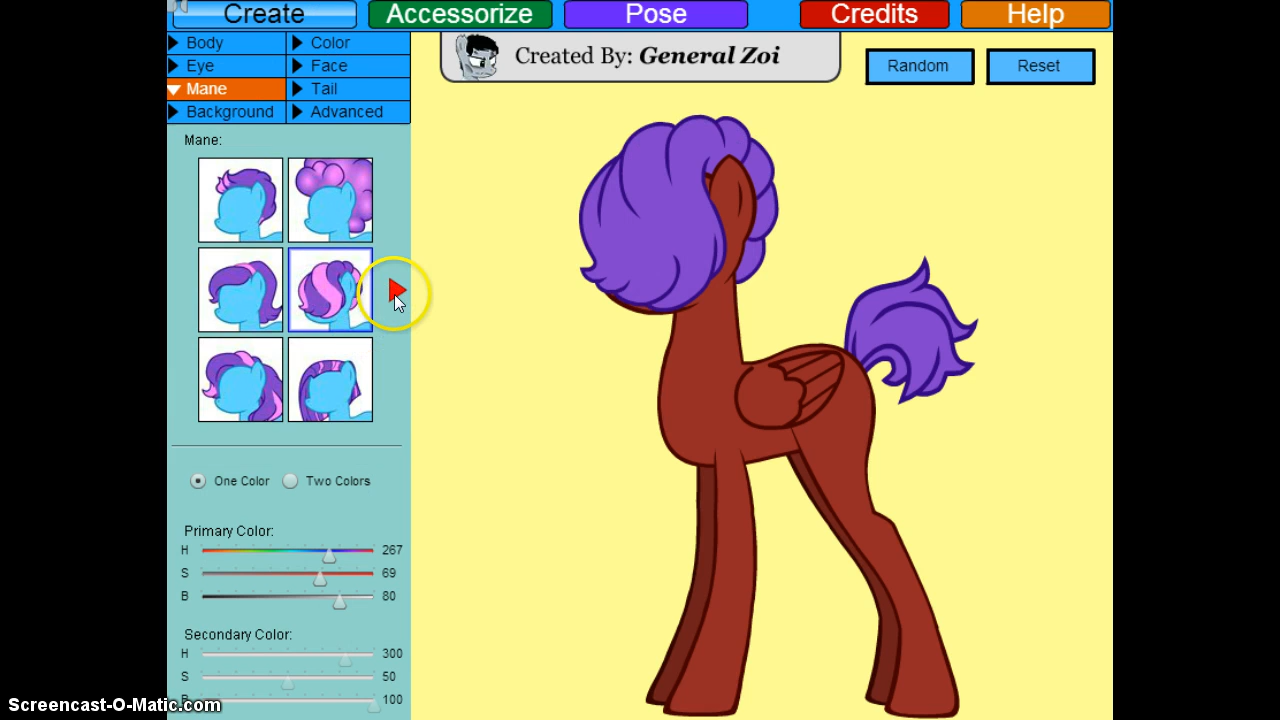 Create Accessorize Pose Credits Help
Body Color
Eye Face
Mane Tail
Background Advanced
Created By: General Zoi
Random Reset
Mane:
One Color Two Colors
Primary Color:
H 267
S 69
B 80
Secondary Color:
H 300
S 50
B 100
Screencast-O-Matic.com